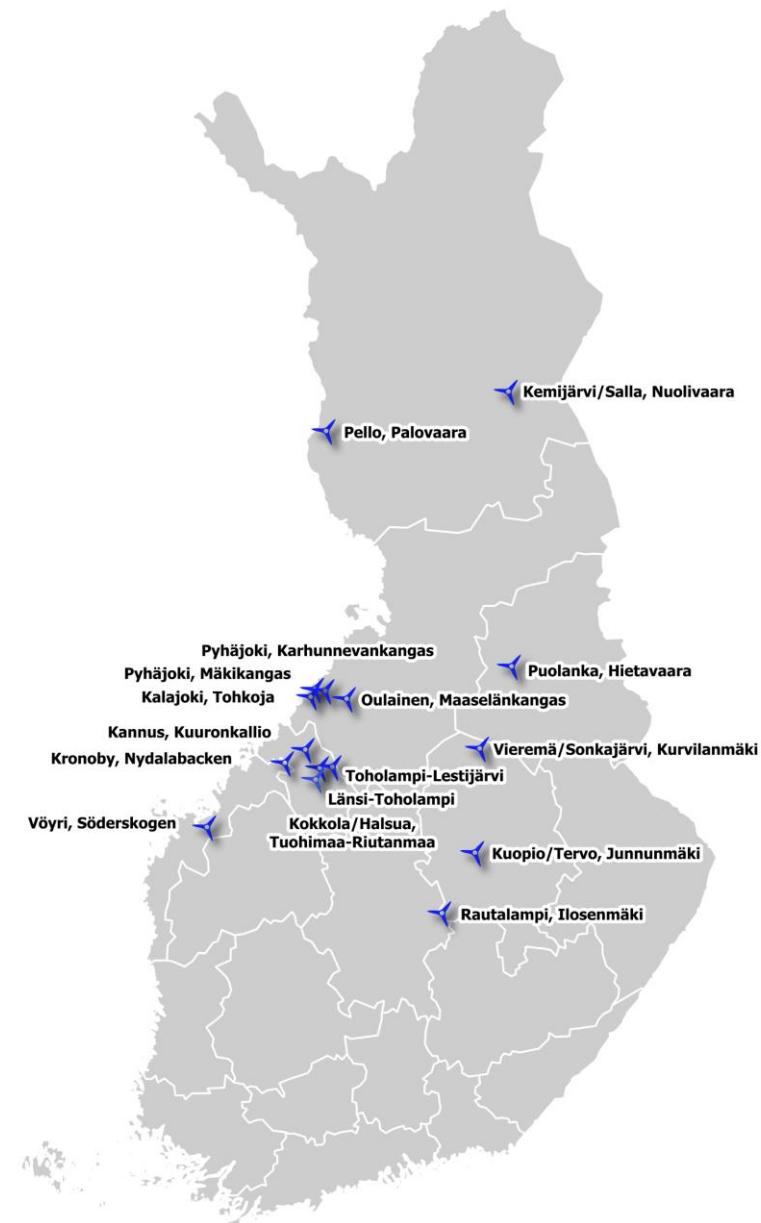 Kemijärvi/Salla, Nuolivaara
Pello, Palovaara
Pyhäjoki, Karhunnevankangas
Puolanka, Hietavaara
Pyhäjoki, Mäkikangas
Kalajoki, Tohkoja
Oulainen, Maaselänkangas
Kannus, Kuuronkallio
Vieremä/Sonkajärvi, Kurvilanmäki
Kronoby, Nydalabacken
Toholampi-Lestijärvi
Länsi-Toholampi
Vöyri, Söderskogen
Kokkola/Halsua,
Tuohimaa-Riutanmaa
Kuopio/Tervo, Junnunmäki
Rautalampi, Ilosenmäki